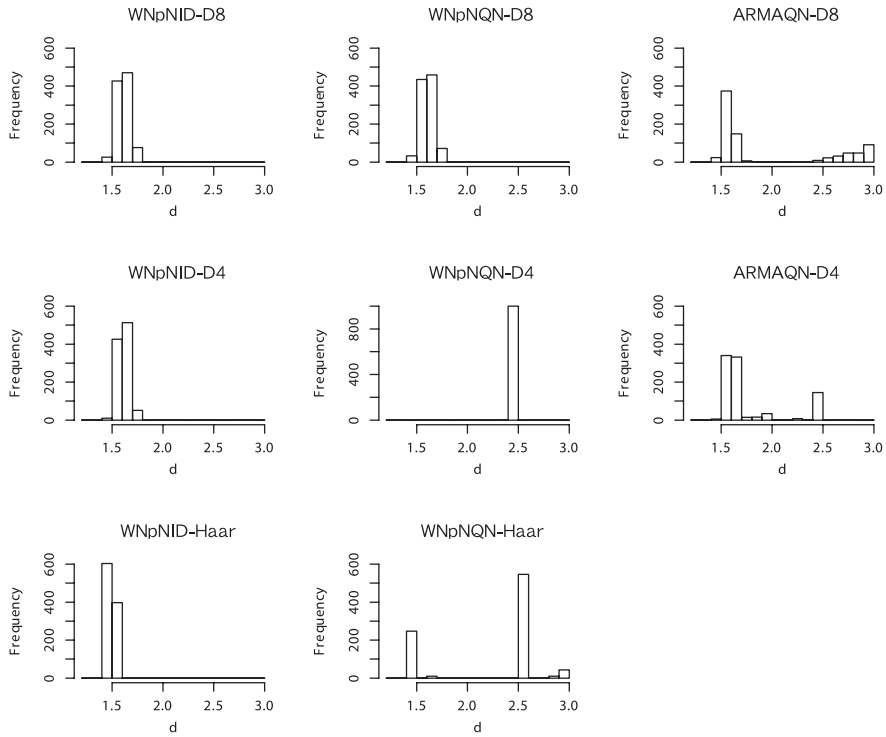 WNpNID-D8
WNpNQN-D8
ARMAQN-D8
Frequency
0 200 400 600
1.5 2.0 2.5 3.0
d
Frequency
0 200 400 600
1.5 2.0 2.5 3.0
d
Frequency
0 200 400 600
1.5 2.0 2.5 3.0
d
WNpNID-D4
WNpNQN-D4
ARMAQN-D4
Frequency
0 200 400 600
1.5 2.0 2.5 3.0
d
Frequency
0 400 800
1.5 2.0 2.5 3.0
d
Frequency
0 200 400 600
1.5 2.0 2.5 3.0
d
WNpNID-Haar
WNpNQN-Haar
Frequency
0 200 400 600
1.5 2.0 2.5 3.0
d
Frequency
0 200 400 600
1.5 2.0 2.5 3.0
d